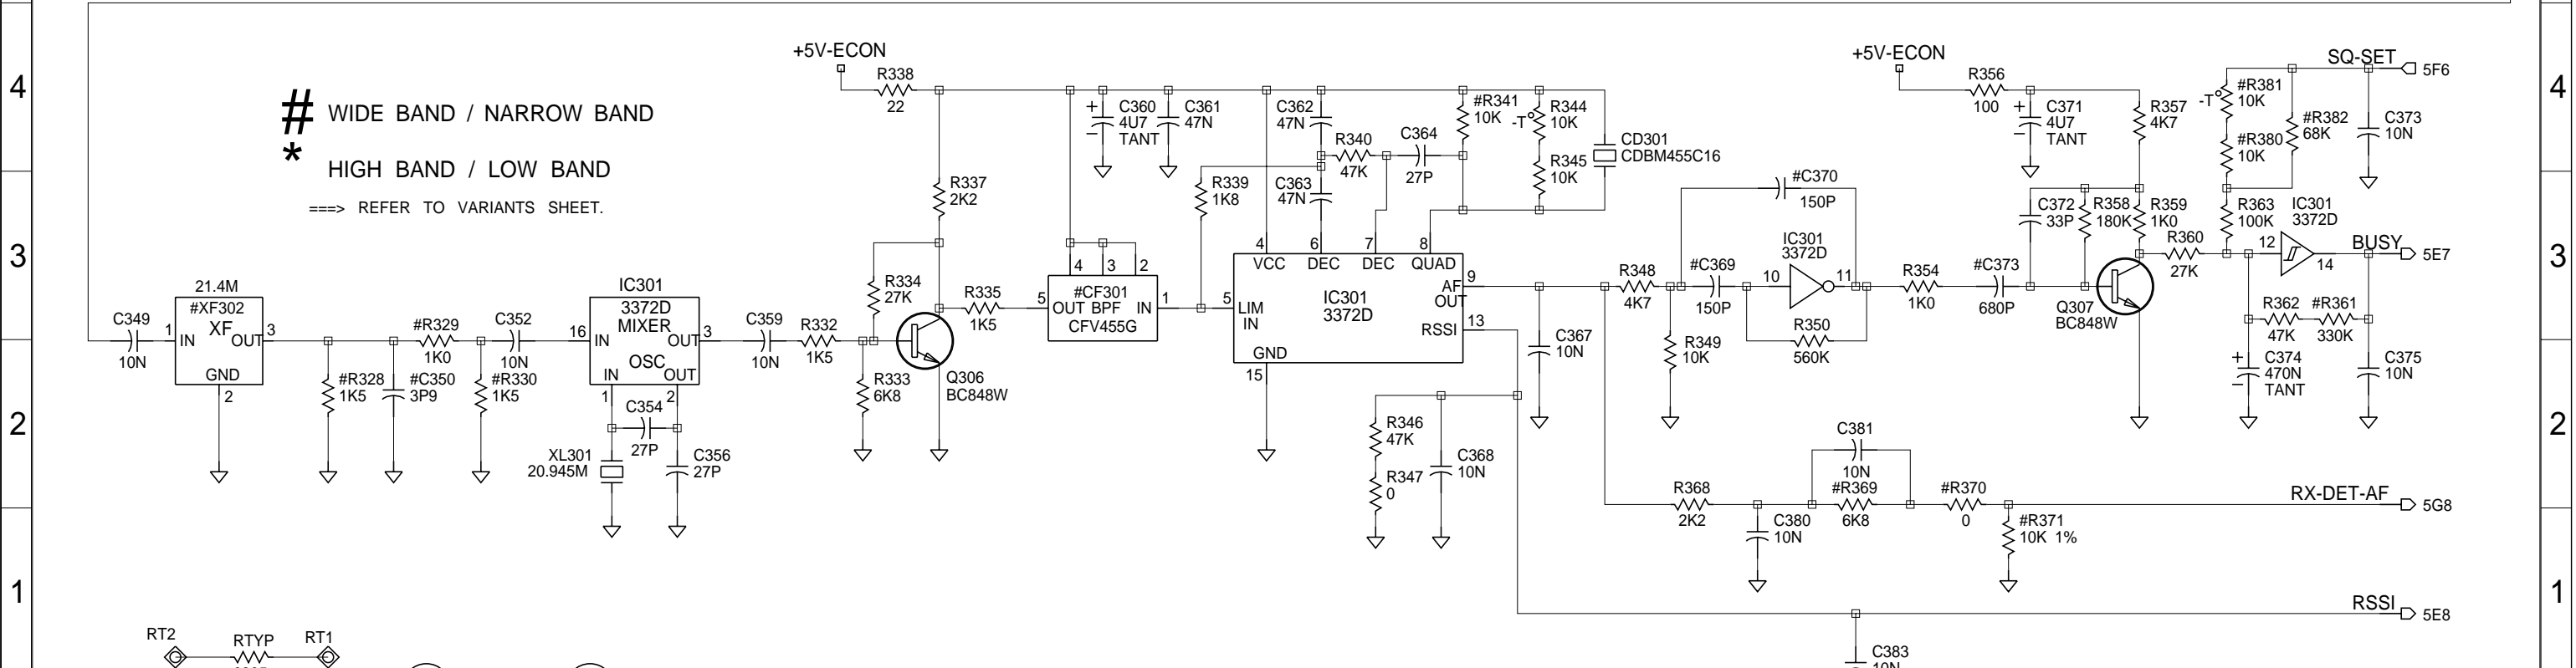 4
3
2
1
# WIDE BAND / NARROW BAND
* HIGH BAND / LOW BAND
===> REFER TO VARIANTS SHEET.
C349
10N
21.4M
#XF302
XF
1 IN
OUT 3
GND
2
#R328
1K5
#C350
3P9
#R329
1K0
#R330
1K5
C352
10N
IC301
3372D
MIXER
16 IN
OUT 3
OSC
IN OUT
1 2
C354
27P
XL301
20.945M
C356
27P
C359
10N
R332
1K5
R333
6K8
R334
27K
+5V-ECON
R338
22
R337
2K2
Q306
BC848W
R335
1K5
4 3 2
#CF301
5 OUT BPF IN 1
CFV455G
C360
4U7
TANT
+
−
C361
47N
R339
1K8
C362
47N
C363
47N
R340
47K
C364
27P
#R341
10K
R344
10K
-T°
R345
10K
CD301
CDBM455C16
4 6 7 8
VCC DEC DEC QUAD
9
AF
OUT
5 LIM
IN
IC301
3372D
13
RSSI
GND
15
R346
47K
R347
0
C368
10N
C367
10N
R348
4K7
R349
10K
#C369
150P
#C370
150P
IC301
3372D
10 11
R350
560K
R354
1K0
#C373
680P
+5V-ECON
R356
100
C371
4U7
TANT
+
−
R357
4K7
C372
33P
R358
180K
R359
1K0
Q307
BC848W
R360
27K
#R381
10K
-T°
#R380
10K
#R382
68K
R363
100K
SQ-SET 5F6
C373
10N
IC301
3372D
12 14
BUSY 5E7
R362
47K
#R361
330K
C374
470N
TANT
+
−
C375
10N
R368
2K2
C380
10N
C381
10N
#R369
6K8
#R370
0
#R371
10K 1%
RX-DET-AF 5G8
RSSI 5E8
C383
RT2 RTYP RT1
4
3
2
1